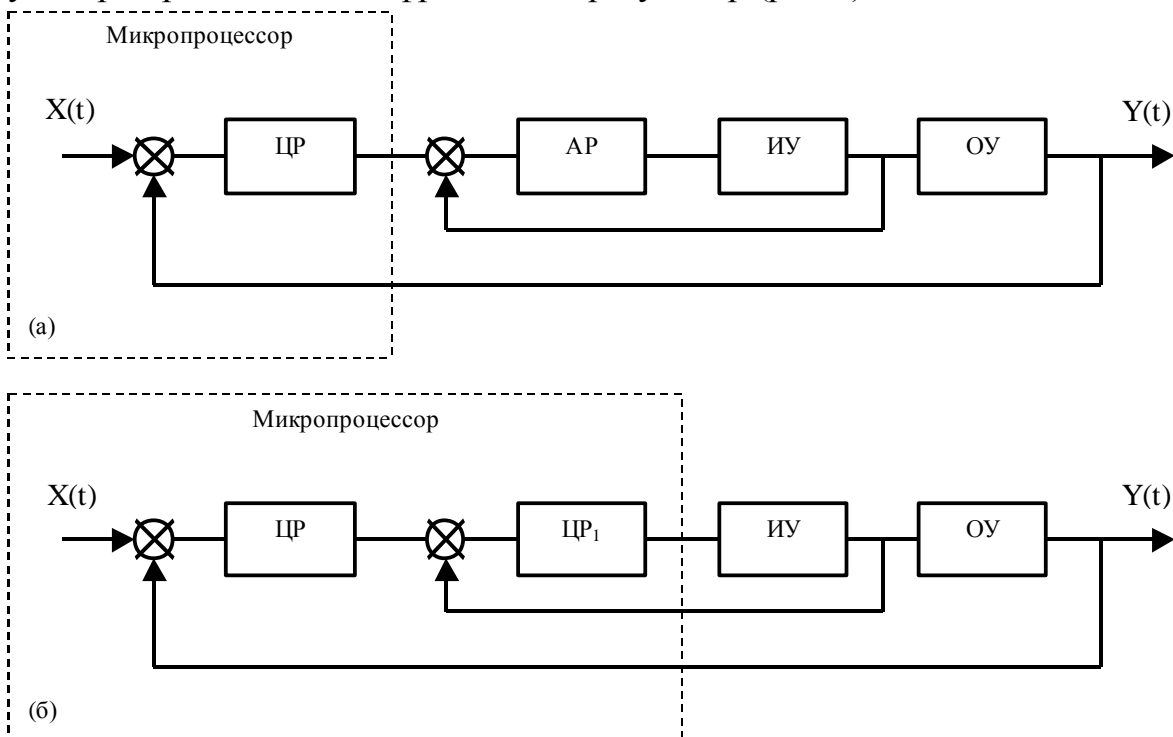 Микропроцессор
X(t)
Y(t)
ЦР
АР
ИУ
ОУ
(а)
Микропроцессор
X(t)
Y(t)
ЦР
ЦР₁
ИУ
ОУ
(б)